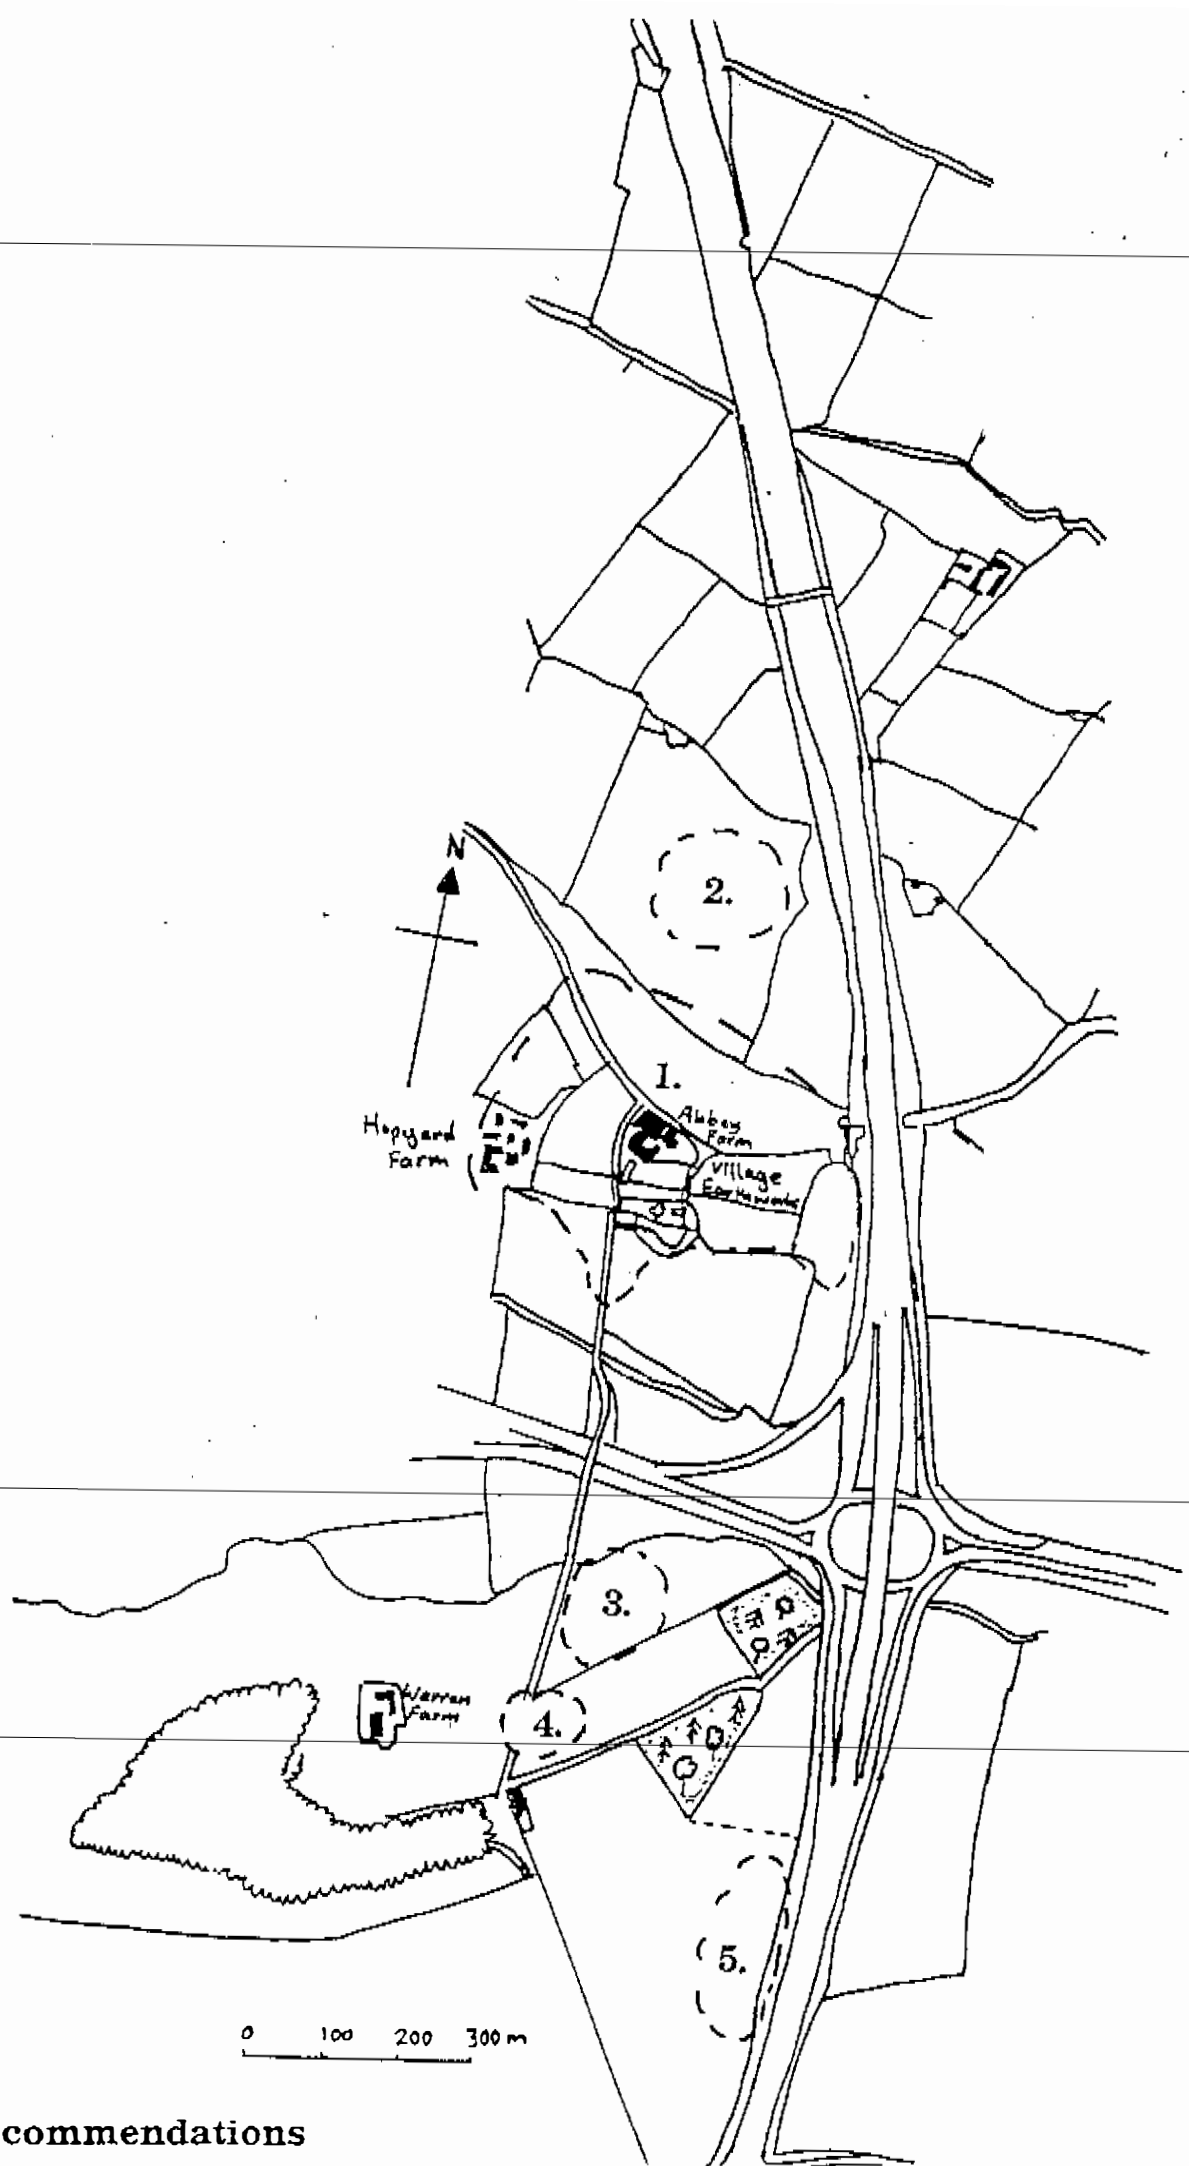 N
2.
1.
Abbey
Farm
Hopyard
Farm
Village
Earthworks
3.
4.
Warren
Farm
5.
0 100 200 300 m
commendations